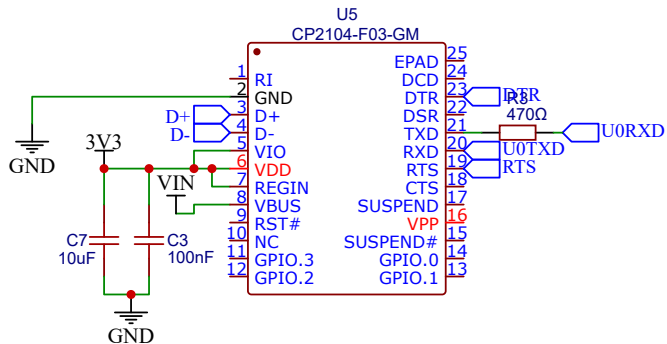 U5
CP2104-F03-GM
1 RI
2 GND
3 D+
4 D-
5 VIO
6 VDD
7 REGIN
8 VBUS
9 RST#
10 NC
11 GPIO.3
12 GPIO.2
EPAD 25
DCD 24
DTR 23
DSR 22
TXD 21
RXD 20
RTS 19
CTS 18
SUSPEND 17
VPP 16
SUSPEND# 15
GPIO.0 14
GPIO.1 13
D+
D-
GND
3V3
VIN
C7
10uF
C3
100nF
GND
DTR
R3
470Ω
U0RXD
U0TXD
RTS